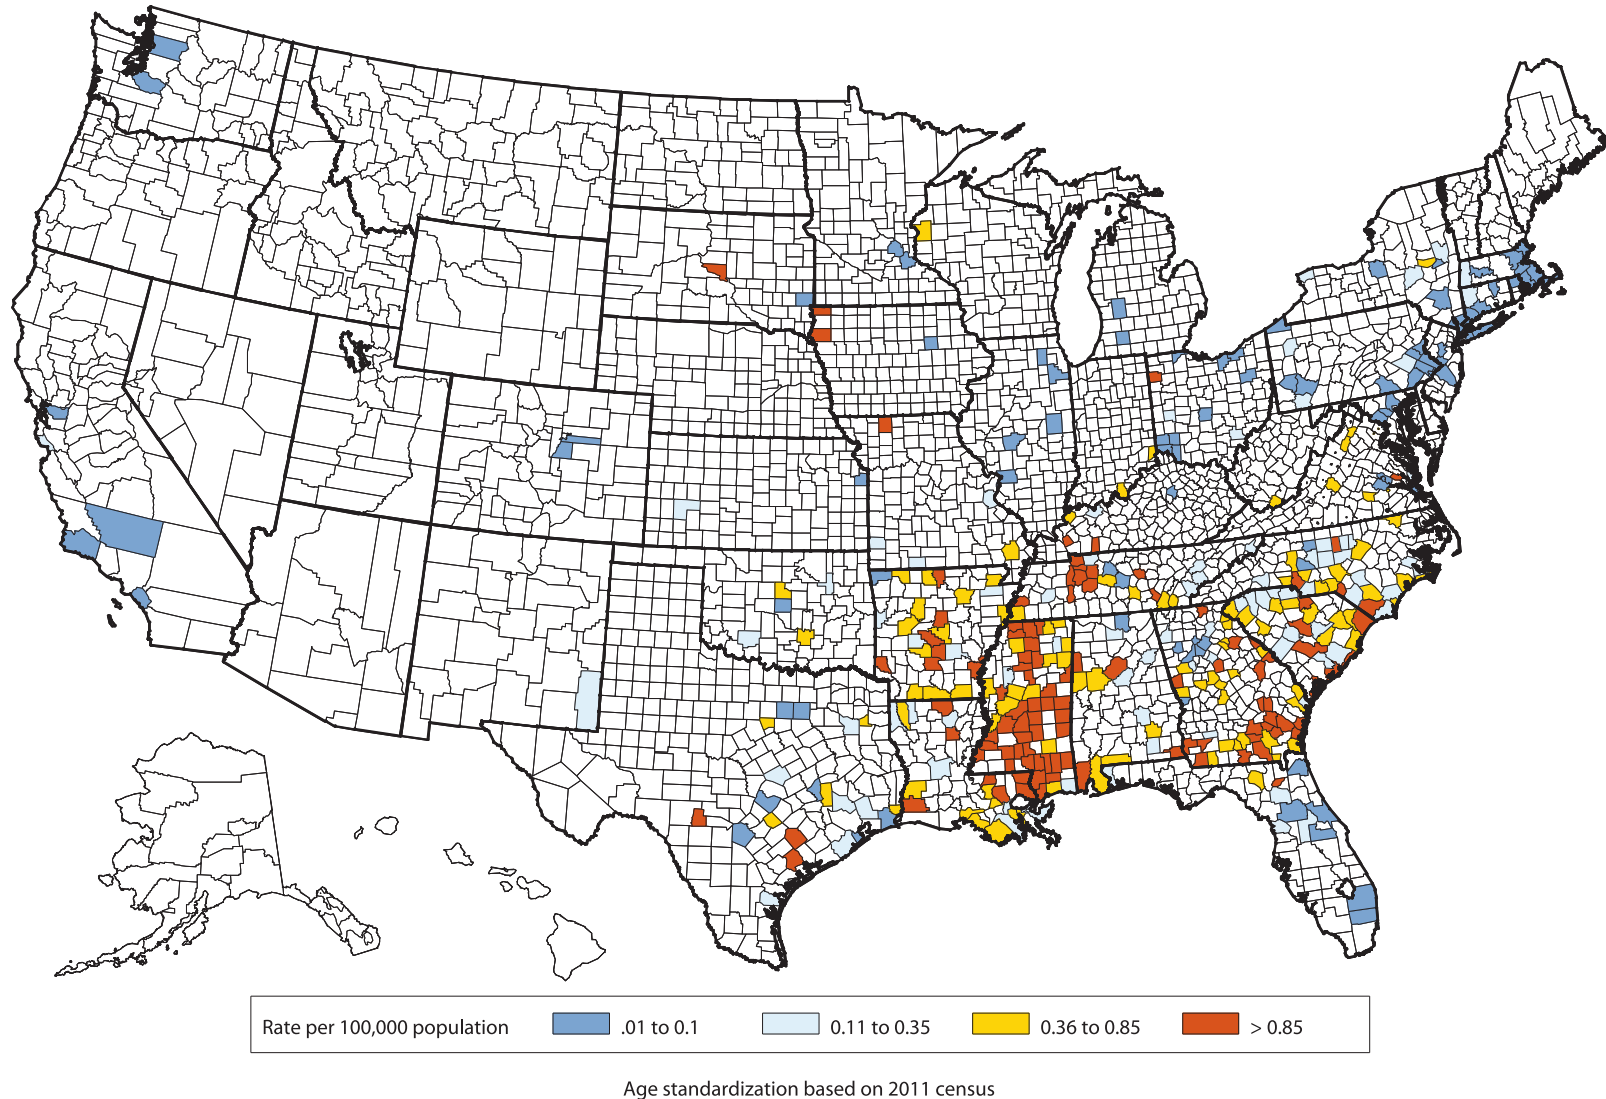 Rate per 100,000 population .01 to 0.1 0.11 to 0.35 0.36 to 0.85 > 0.85
Age standardization based on 2011 census